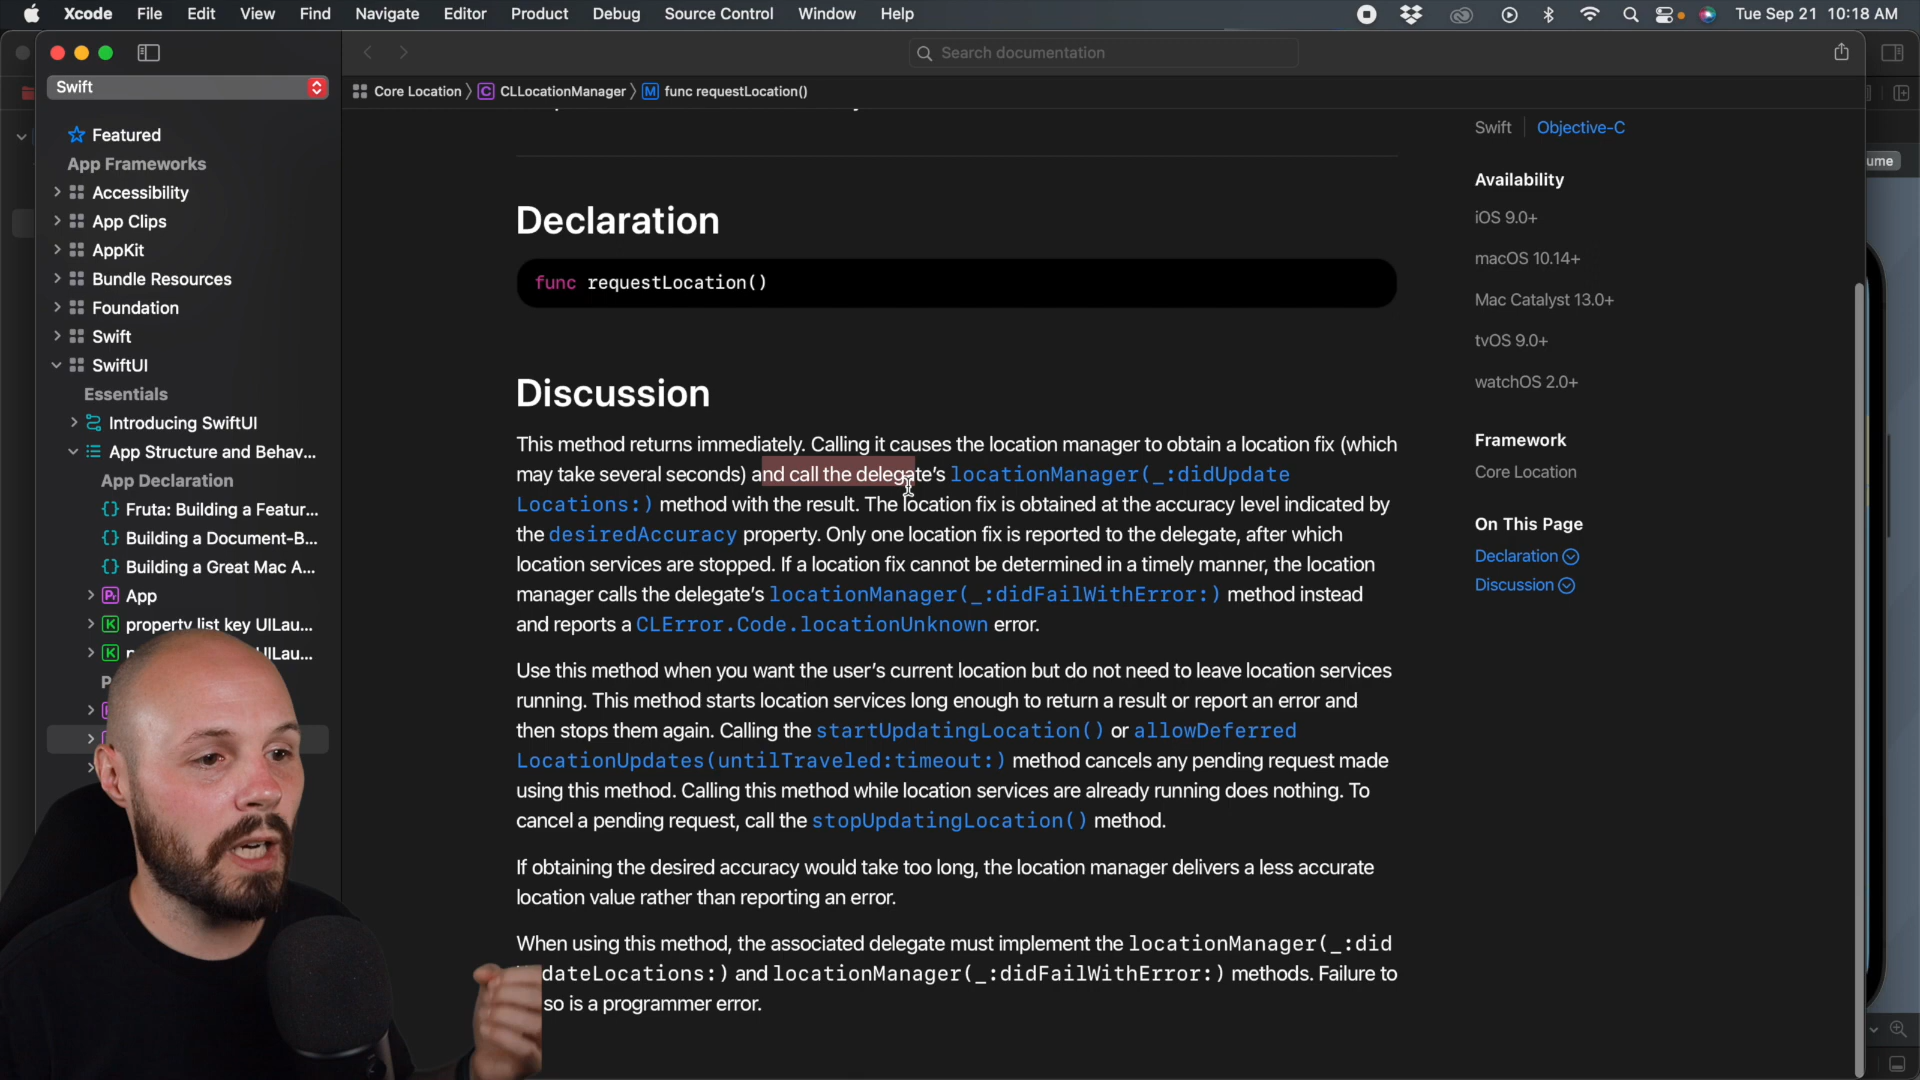 Xcode File Edit View Find Navigate Editor Product Debug Source Control Window Help Tue Sep 21 10:18 AM
Search documentation
Swift
Core Location CLLocationManager M func requestLocation()
Featured
App Frameworks
Accessibility
App Clips
AppKit
Bundle Resources
Foundation
Swift
SwiftUI
Essentials
Introducing SwiftUI
App Structure and Behav...
App Declaration
Fruta: Building a Featur...
Building a Document-B...
Building a Great Mac A...
Pr App
K property list key UILau...
K UILau...
Declaration
func requestLocation()
Discussion
This method returns immediately. Calling it causes the location manager to obtain a location fix (which
may take several seconds) and call the delegate's locationManager(_:didUpdate
Locations:) method with the result. The location fix is obtained at the accuracy level indicated by
the desiredAccuracy property. Only one location fix is reported to the delegate, after which
location services are stopped. If a location fix cannot be determined in a timely manner, the location
manager calls the delegate's locationManager(_:didFailWithError:) method instead
and reports a CLError.Code.locationUnknown error.
Use this method when you want the user's current location but do not need to leave location services
running. This method starts location services long enough to return a result or report an error and
then stops them again. Calling the startUpdatingLocation() or allowDeferred
LocationUpdates(untilTraveled:timeout:) method cancels any pending request made
using this method. Calling this method while location services are already running does nothing. To
cancel a pending request, call the stopUpdatingLocation() method.
If obtaining the desired accuracy would take too long, the location manager delivers a less accurate
location value rather than reporting an error.
When using this method, the associated delegate must implement the locationManager(_:did
dateLocations:) and locationManager(_:didFailWithError:) methods. Failure to
so is a programmer error.
Swift Objective-C
Availability
iOS 9.0+
macOS 10.14+
Mac Catalyst 13.0+
tvOS 9.0+
watchOS 2.0+
Framework
Core Location
On This Page
Declaration
Discussion
ume